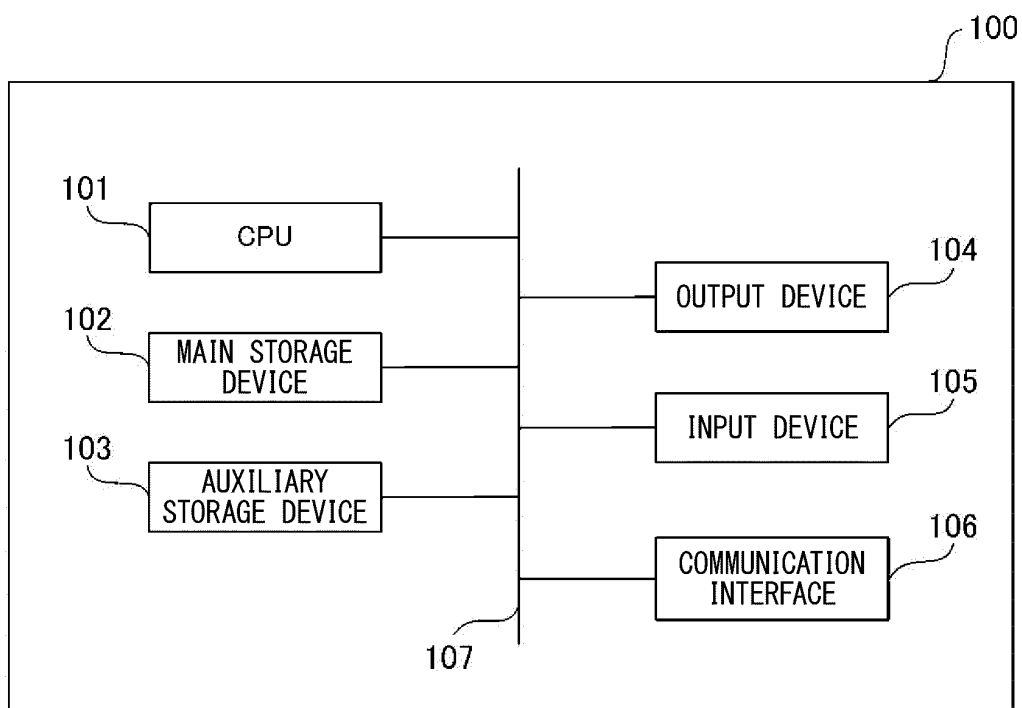 100
101
CPU
102
MAIN STORAGE
DEVICE
103
AUXILIARY
STORAGE DEVICE
104
OUTPUT DEVICE
105
INPUT DEVICE
106
COMMUNICATION
INTERFACE
107